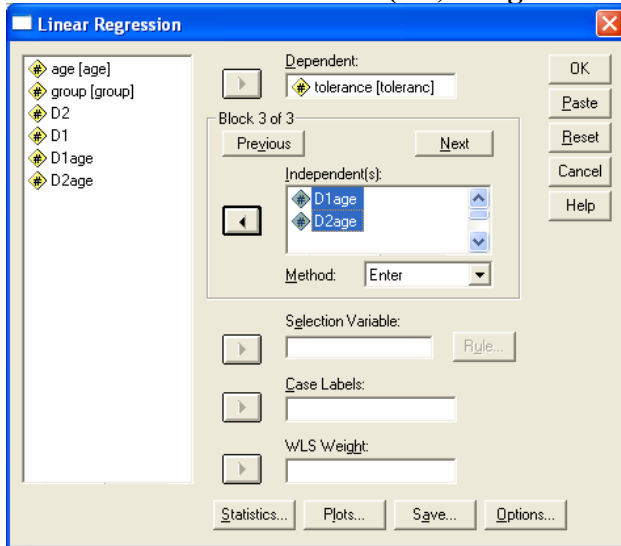 Linear Regression
age [age]
group [group]
D2
D1
D1age
D2age
Dependent:
tolerance [toleranc]
Block 3 of 3
Previous
Next
Independent(s):
D1age
D2age
Method:
Enter
Selection Variable:
Rule...
Case Labels:
WLS Weight:
Statistics...
Plots...
Save...
Options...
OK
Paste
Reset
Cancel
Help